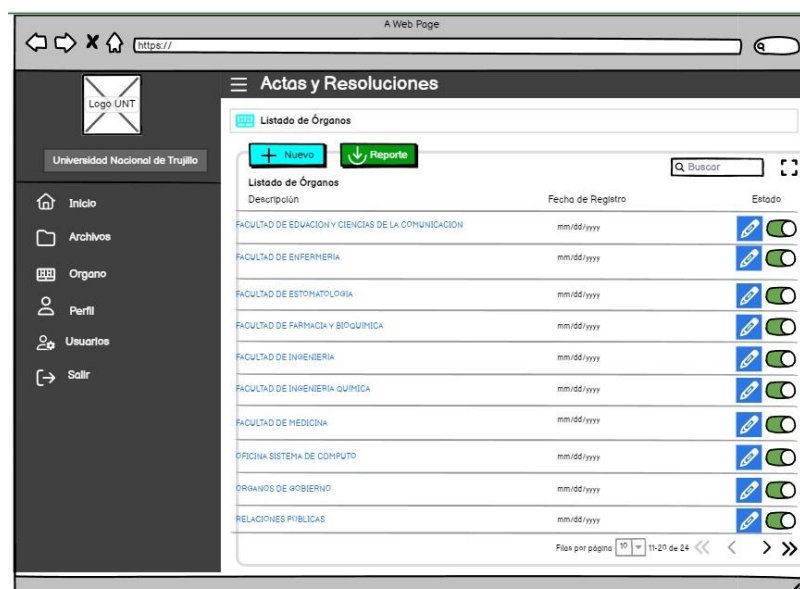 A Web Page
https://
Logo UNT
Universidad Nacional de Trujillo
Inicio
Archivos
Organo
Perfil
Usuarios
Salir
Actas y Resoluciones
Listado de Órganos
Nuevo
Reporte
Buscar
Listado de Órganos
Descripción Fecha de Registro Estado
FACULTAD DE EDUACION Y CIENCIAS DE LA COMUNICACION mm/dd/yyyy
FACULTAD DE ENFERMERIA mm/dd/yyyy
FACULTAD DE ESTOMATOLOGIA mm/dd/yyyy
FACULTAD DE FARMACIA Y BIOQUIMICA mm/dd/yyyy
FACULTAD DE INGENIERIA mm/dd/yyyy
FACULTAD DE INGENIERIA QUIMICA mm/dd/yyyy
FACULTAD DE MEDICINA mm/dd/yyyy
OFICINA SISTEMA DE COMPUTO mm/dd/yyyy
ORGANOS DE GOBIERNO mm/dd/yyyy
RELACIONES PUBLICAS mm/dd/yyyy
Filas por página 10 11-20 de 24